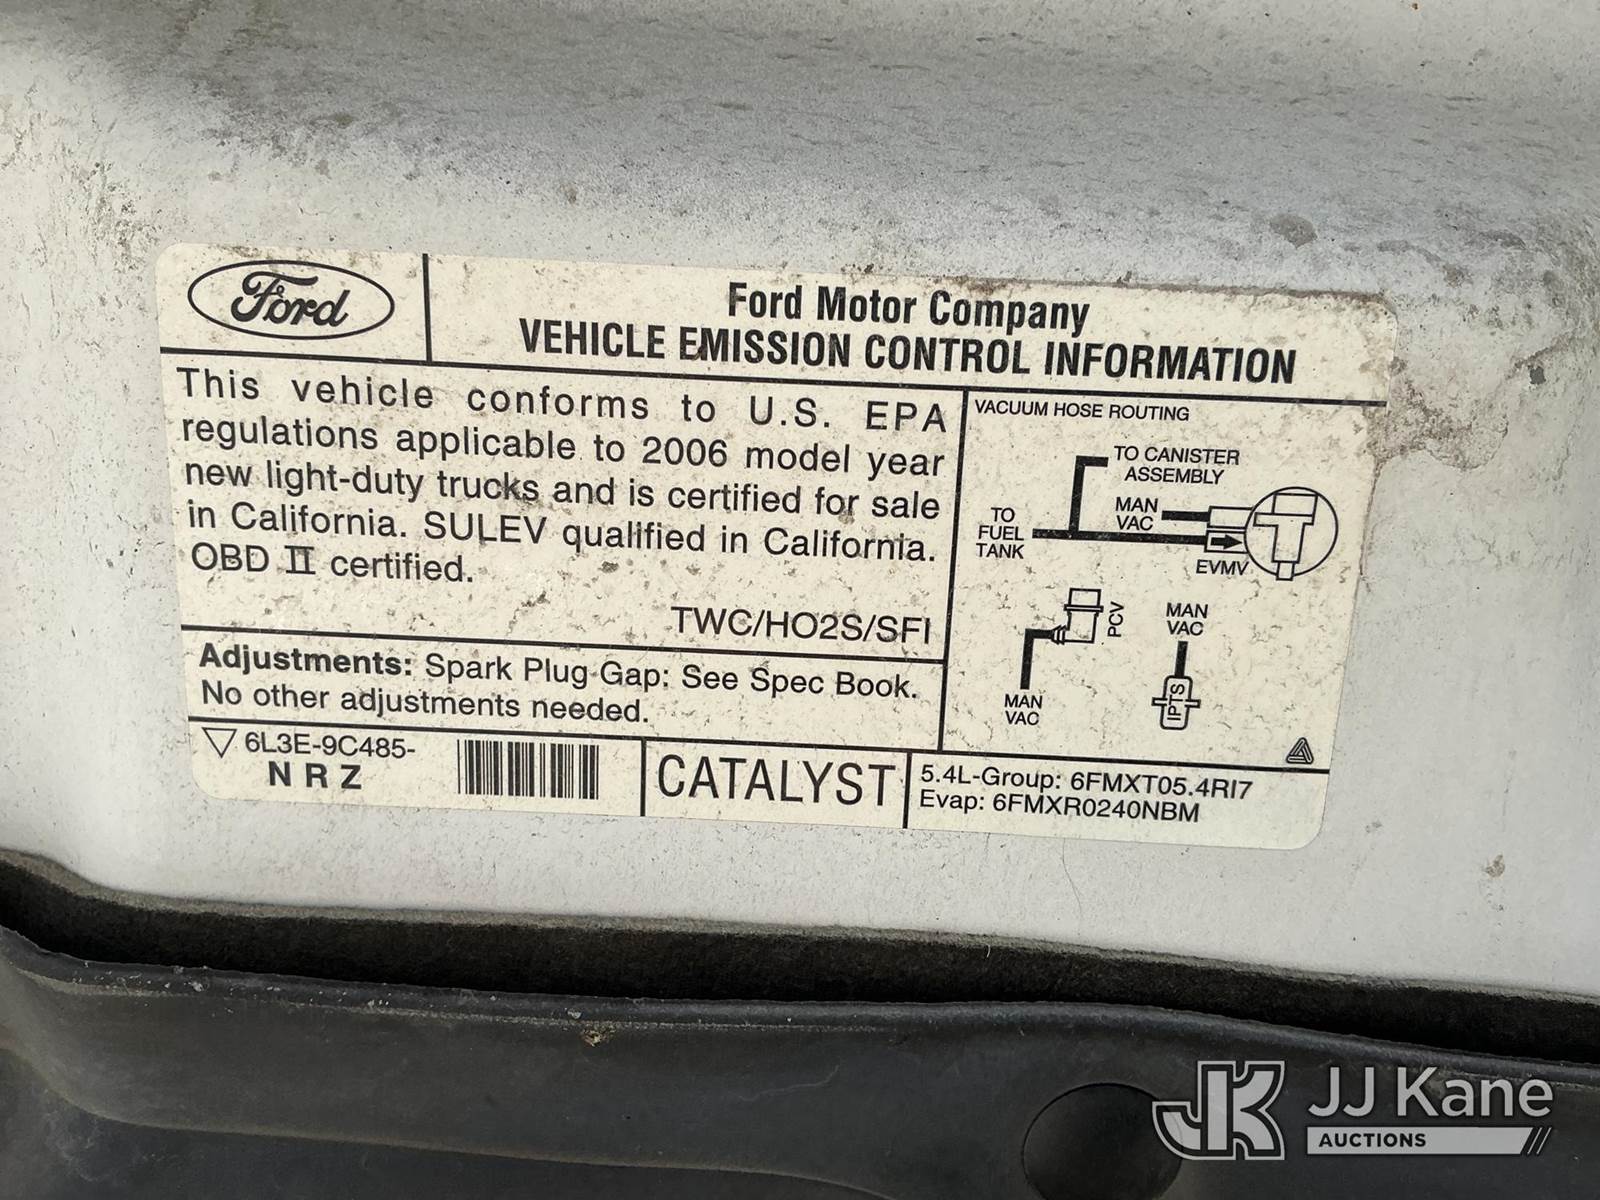 Ford
Ford Motor Company
VEHICLE EMISSION CONTROL INFORMATION
This vehicle conforms to U.S. EPA
regulations applicable to 2006 model year
new light-duty trucks and is certified for sale
in California. SULEV qualified in California.
OBD II certified.
TWC/HO2S/SFI
Adjustments: Spark Plug Gap: See Spec Book.
No other adjustments needed.
6L3E-9C485-
N R Z
CATALYST
5.4L-Group: 6FMXT05.4RI7
Evap: 6FMXR0240NBM
VACUUM HOSE ROUTING
TO CANISTER
ASSEMBLY
MAN
VAC
TO
FUEL
TANK
EVMV
PCV
MAN
VAC
MAN
VAC
IPTS
JK
JJ Kane
AUCTIONS